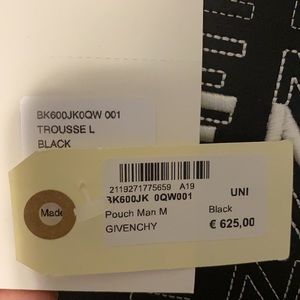 BK600JK0QW 001
TROUSSE L
BLACK
Made
2119271775659 A19
BK600JK 0QW001
UNI
Pouch Man M
Black
GIVENCHY
€ 625,00